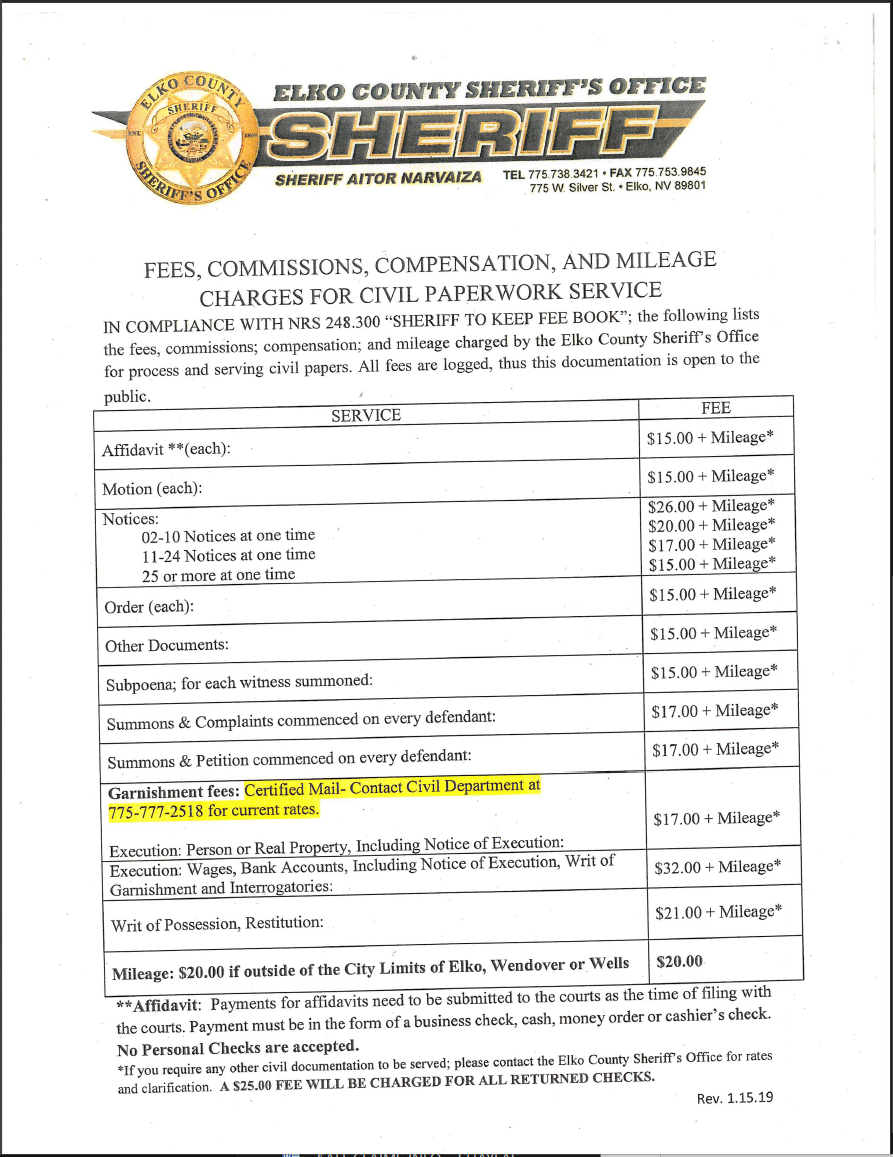 ELKO COUNTY SHERIFF'S OFFICE
ELKO COUNTY
SHERIFF
EST.
SHERIFF'S OFFICE
SHERIFF
SHERIFF AITOR NARVAIZA
TEL 775.738.3421 • FAX 775.753.9845
775 W. Silver St. • Elko, NV 89801
FEES, COMMISSIONS, COMPENSATION, AND MILEAGE
CHARGES FOR CIVIL PAPERWORK SERVICE
IN COMPLIANCE WITH NRS 248.300 “SHERIFF TO KEEP FEE BOOK”; the following lists
the fees, commissions; compensation; and mileage charged by the Elko County Sheriff's Office
for process and serving civil papers. All fees are logged, thus this documentation is open to the
public.
SERVICE FEE
Affidavit **(each): $15.00 + Mileage*
Motion (each): $15.00 + Mileage*
Notices: $26.00 + Mileage*
02-10 Notices at one time $20.00 + Mileage*
11-24 Notices at one time $17.00 + Mileage*
25 or more at one time $15.00 + Mileage*
Order (each): $15.00 + Mileage*
Other Documents: $15.00 + Mileage*
Subpoena; for each witness summoned: $15.00 + Mileage*
Summons & Complaints commenced on every defendant: $17.00 + Mileage*
Summons & Petition commenced on every defendant: $17.00 + Mileage*
Garnishment fees: Certified Mail- Contact Civil Department at
775-777-2518 for current rates.
Execution: Person or Real Property, Including Notice of Execution: $17.00 + Mileage*
Execution: Wages, Bank Accounts, Including Notice of Execution, Writ of
Garnishment and Interrogatories: $32.00 + Mileage*
Writ of Possession, Restitution: $21.00 + Mileage*
Mileage: $20.00 if outside of the City Limits of Elko, Wendover or Wells $20.00
**Affidavit: Payments for affidavits need to be submitted to the courts as the time of filing with
the courts. Payment must be in the form of a business check, cash, money order or cashier's check.
No Personal Checks are accepted.
*If you require any other civil documentation to be served; please contact the Elko County Sheriff's Office for rates
and clarification. A $25.00 FEE WILL BE CHARGED FOR ALL RETURNED CHECKS.
Rev. 1.15.19